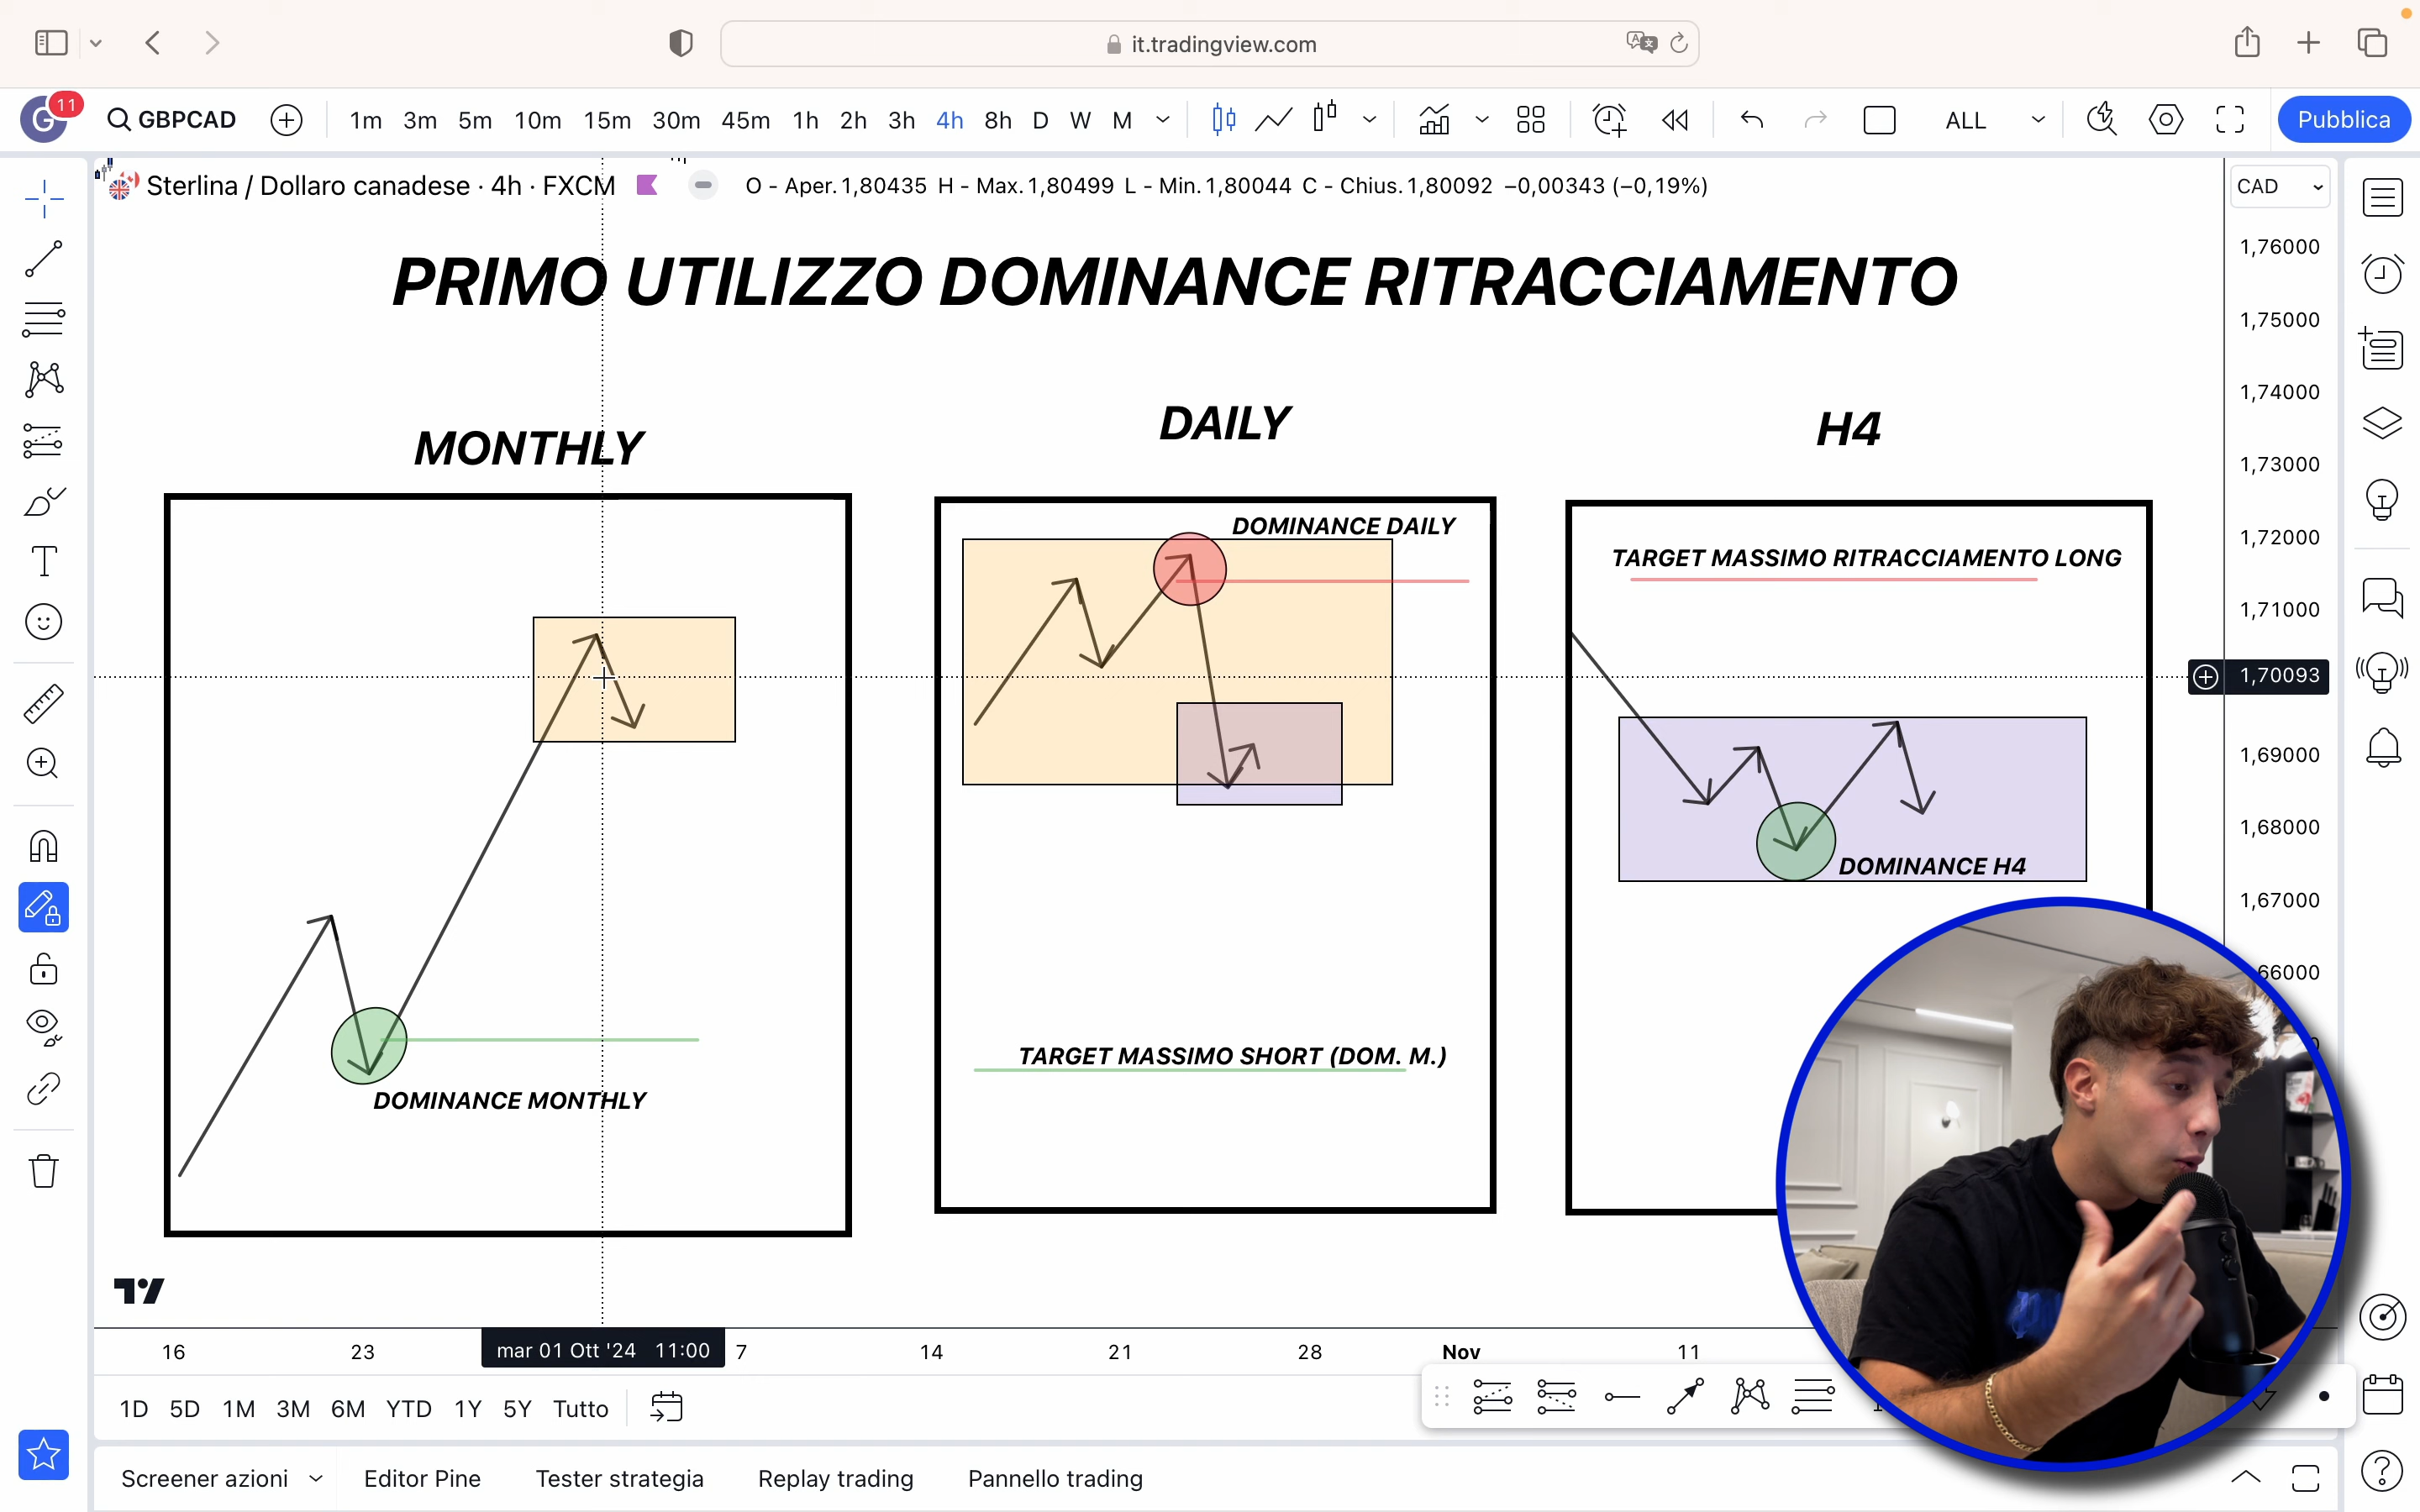 it.tradingview.com
G 11 GBPCAD 1m 3m 5m 10m 15m 30m 45m 1h 2h 3h 4h 8h D W M ALL Pubblica
Sterlina / Dollaro canadese · 4h · FXCM O - Aper. 1,80435 H - Max. 1,80499 L - Min. 1,80044 C - Chius. 1,80092 −0,00343 (−0,19%)
CAD
1,76000
PRIMO UTILIZZO DOMINANCE RITRACCIAMENTO
1,75000
1,74000
MONTHLY
DAILY
H4
1,73000
DOMINANCE DAILY
1,72000
TARGET MASSIMO RITRACCIAMENTO LONG
1,71000
1,70093
1,69000
1,68000
DOMINANCE H4
1,67000
66000
TARGET MASSIMO SHORT (DOM. M.)
DOMINANCE MONTHLY
16 23 mar 01 Ott '24 11:00 7 14 21 28 Nov 11
1D 5D 1M 3M 6M YTD 1Y 5Y Tutto
Screener azioni Editor Pine Tester strategia Replay trading Pannello trading